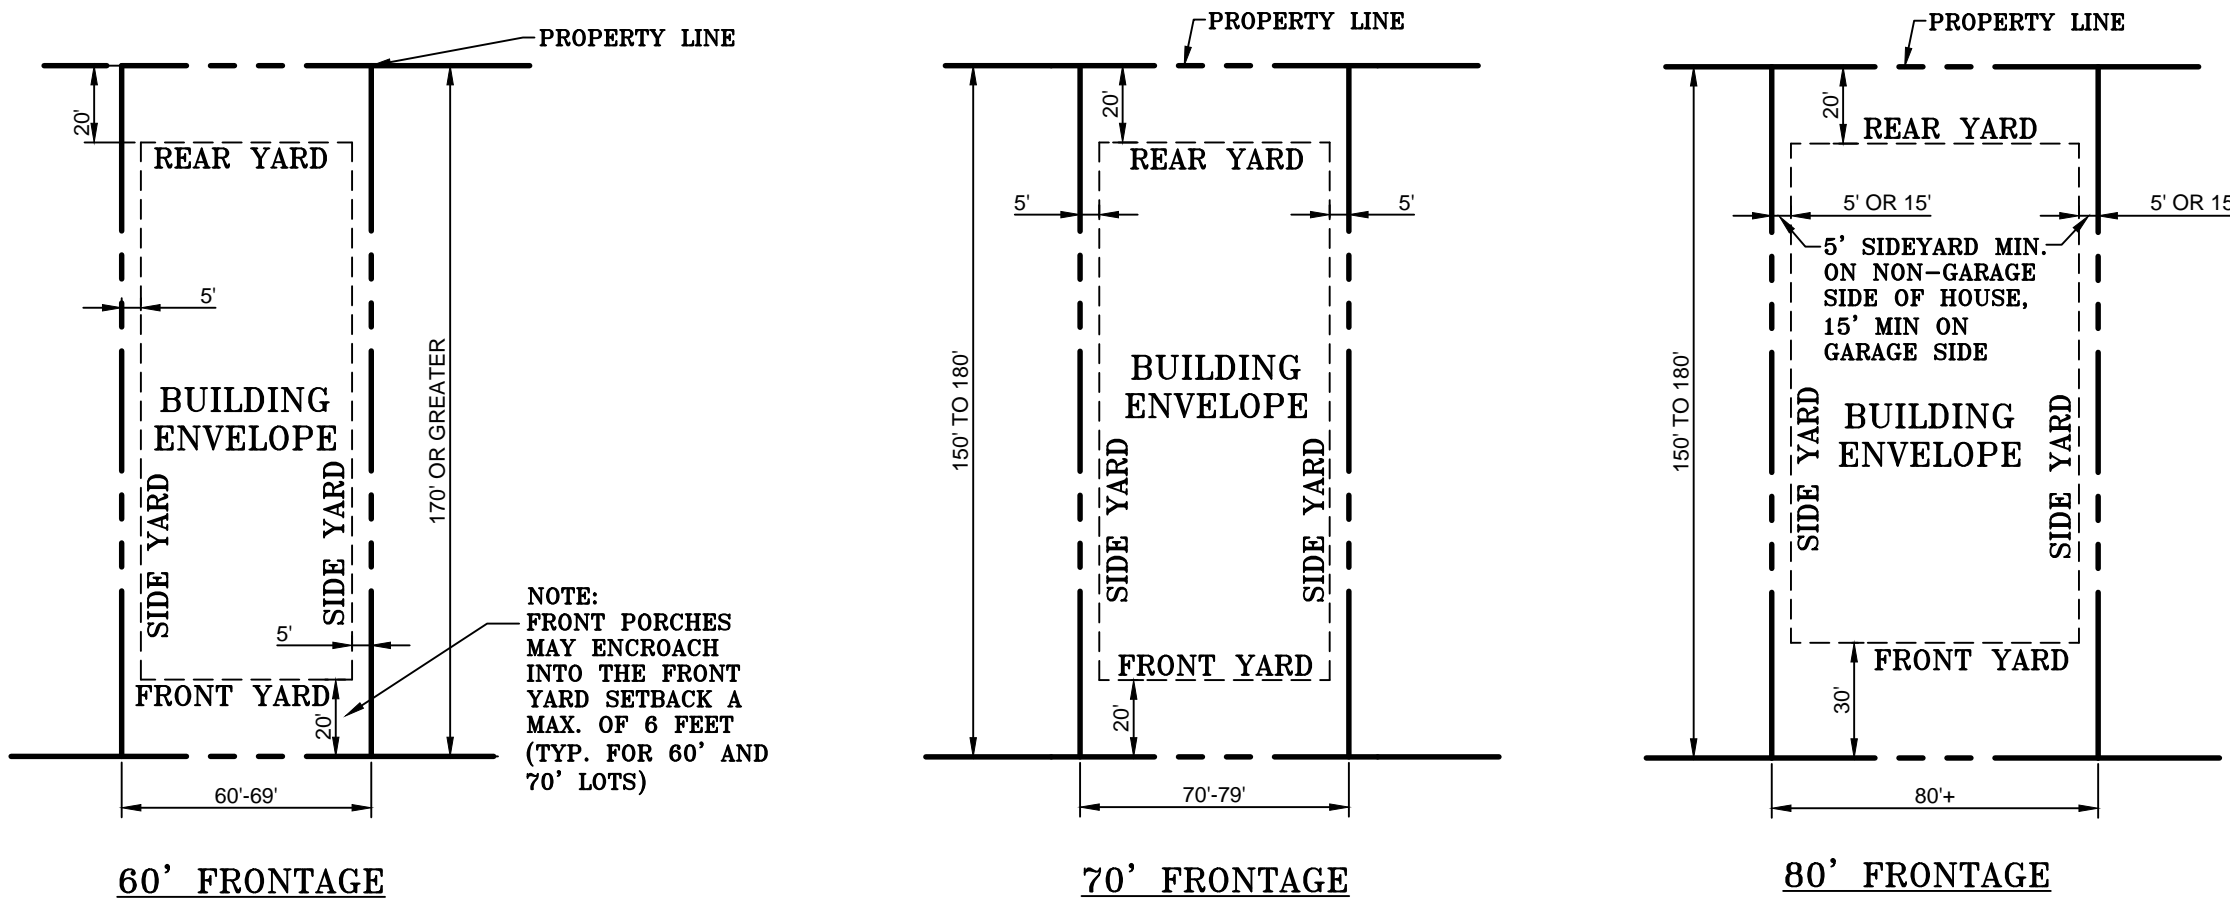 PROPERTY LINE
20'
REAR YARD
5'
170' OR GREATER
BUILDING
ENVELOPE
SIDE YARD
SIDE YARD
5'
FRONT YARD
20'
NOTE:
FRONT PORCHES
MAY ENCROACH
INTO THE FRONT
YARD SETBACK A
MAX. OF 6 FEET
(TYP. FOR 60' AND
70' LOTS)
60'-69'
60' FRONTAGE
PROPERTY LINE
20'
REAR YARD
5'
5'
150' TO 180'
BUILDING
ENVELOPE
SIDE YARD
SIDE YARD
FRONT YARD
20'
70'-79'
70' FRONTAGE
PROPERTY LINE
20'
REAR YARD
5' OR 15'
5' OR 15
5' SIDEYARD MIN.
ON NON-GARAGE
SIDE OF HOUSE,
15' MIN ON
GARAGE SIDE
150' TO 180'
BUILDING
ENVELOPE
SIDE YARD
SIDE YARD
FRONT YARD
30'
80'+
80' FRONTAGE